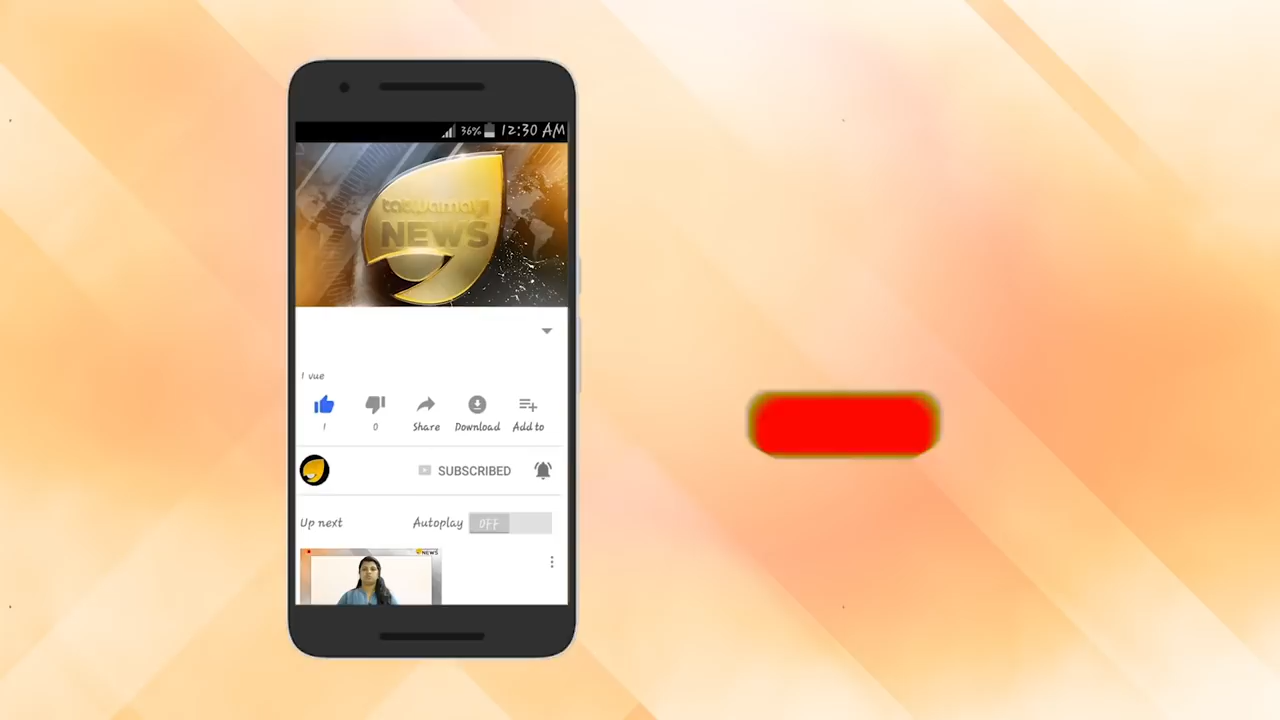 36% 12:30 AM
tatwamayi
NEWS
1 vue
1
0
Share
Download
Add to
SUBSCRIBED
Up next
Autoplay
OFF
NEWS